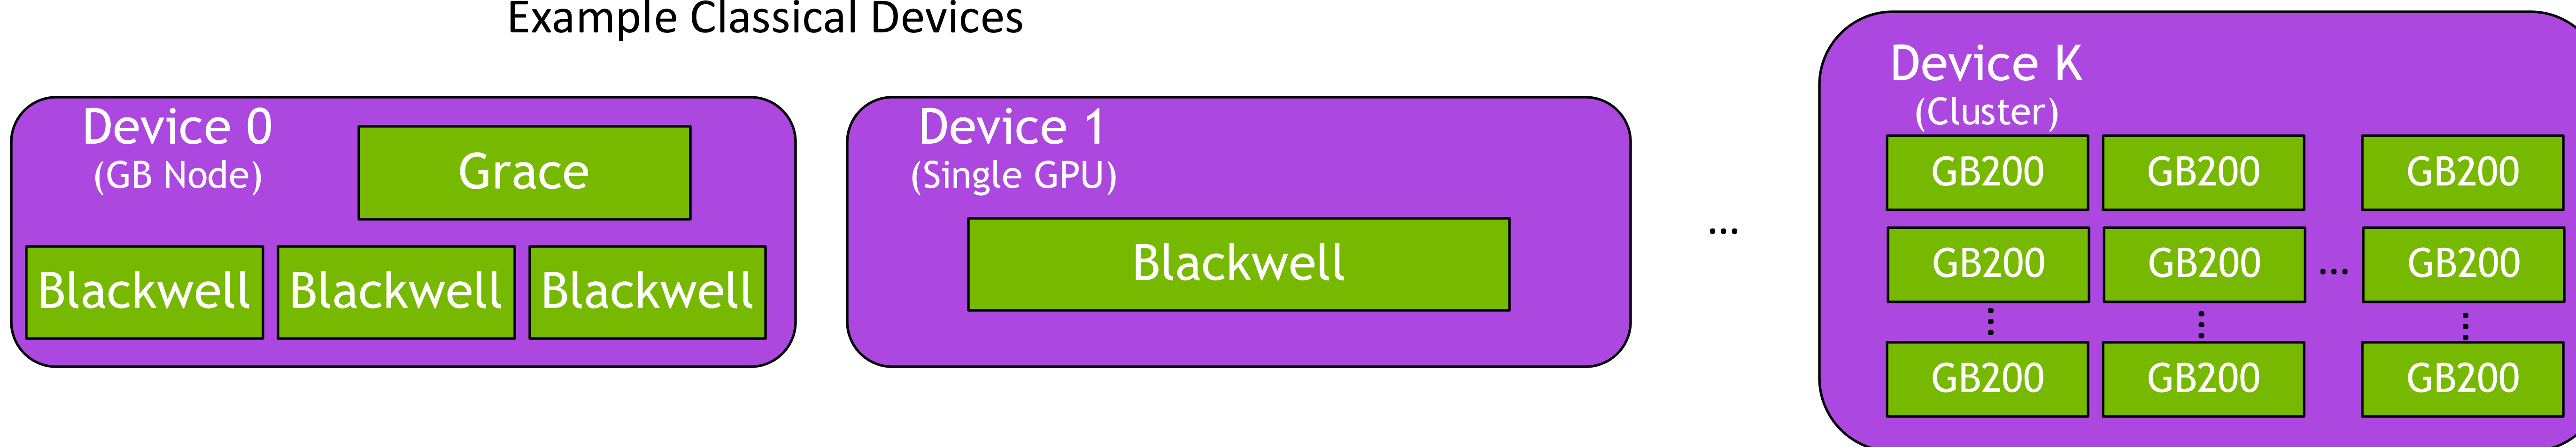 Example Classical Devices
Device 0
(GB Node)
Grace
Blackwell Blackwell Blackwell
Device 1
(Single GPU)
Blackwell
...
Device K
(Cluster)
GB200 GB200 GB200
GB200 GB200 ... GB200
GB200 GB200 GB200